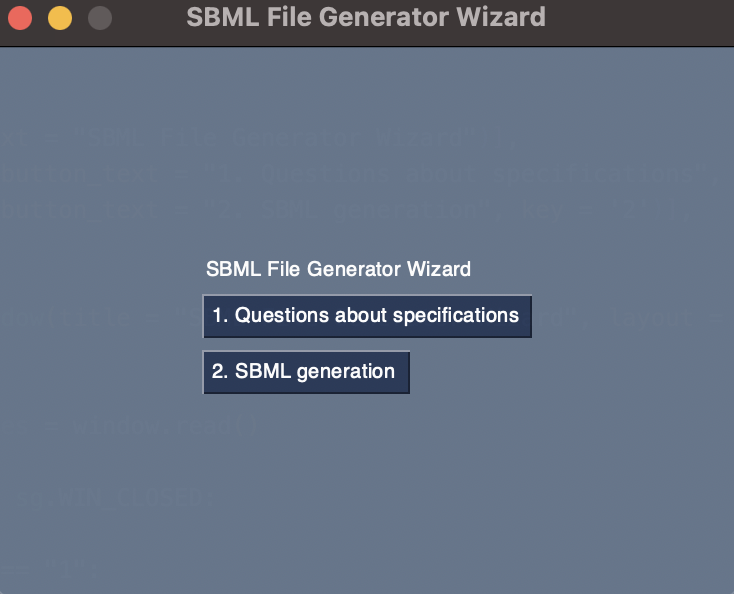 SBML File Generator Wizard
SBML File Generator Wizard
1. Questions about specifications
2. SBML generation